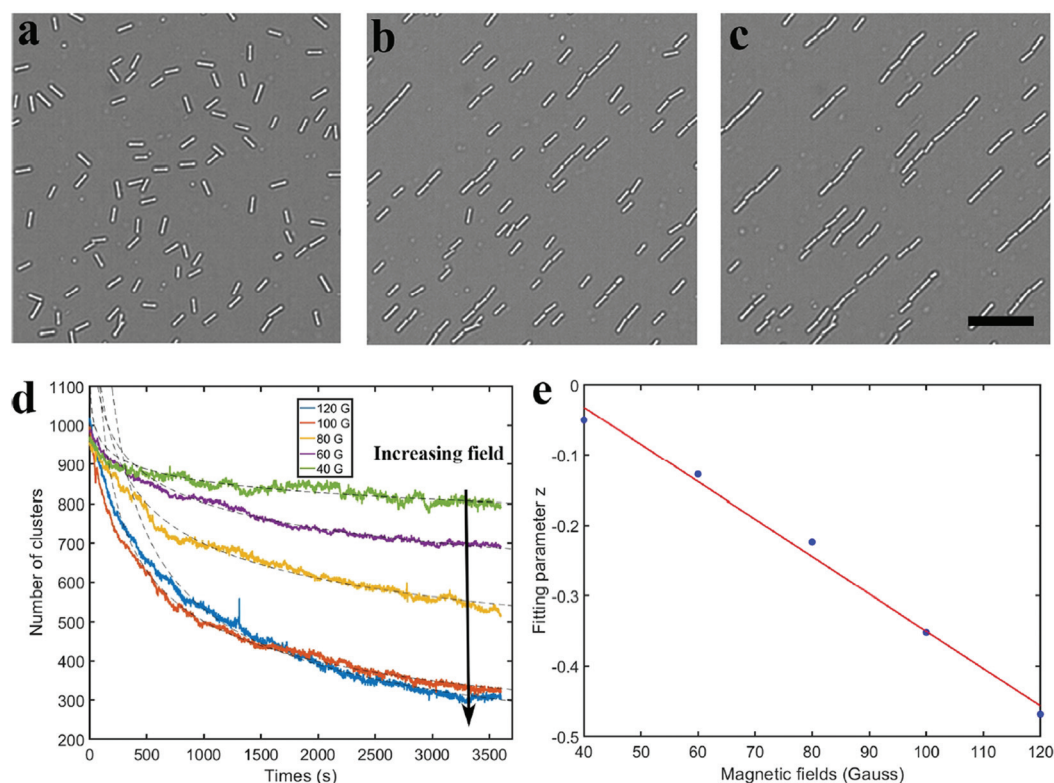 a
b
c
d
1100
1000
900
800
700
600
500
400
300
200
0
500
1000
1500
2000
2500
3000
3500
Number of clusters
Times (s)
120 G
100 G
80 G
60 G
40 G
Increasing field
e
0
-0.1
-0.2
-0.3
-0.4
-0.5
40
50
60
70
80
90
100
110
120
Fitting parameter z
Magnetic fields (Gauss)